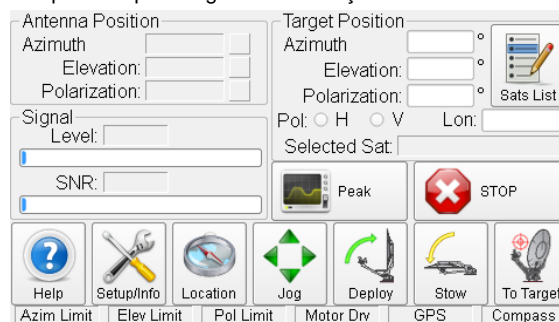 Antenna Position
Azimuth
Elevation:
Polarization:
Signal
Level:
SNR:
Target Position
Azimuth °
Elevation: °
Polarization: °
Sats List
Pol: H V Lon:
Selected Sat:
Peak
STOP
Help
Setup/Info
Location
Jog
Deploy
Stow
To Target
Azim Limit
Elev Limit
Pol Limit
Motor Drv
GPS
Compass